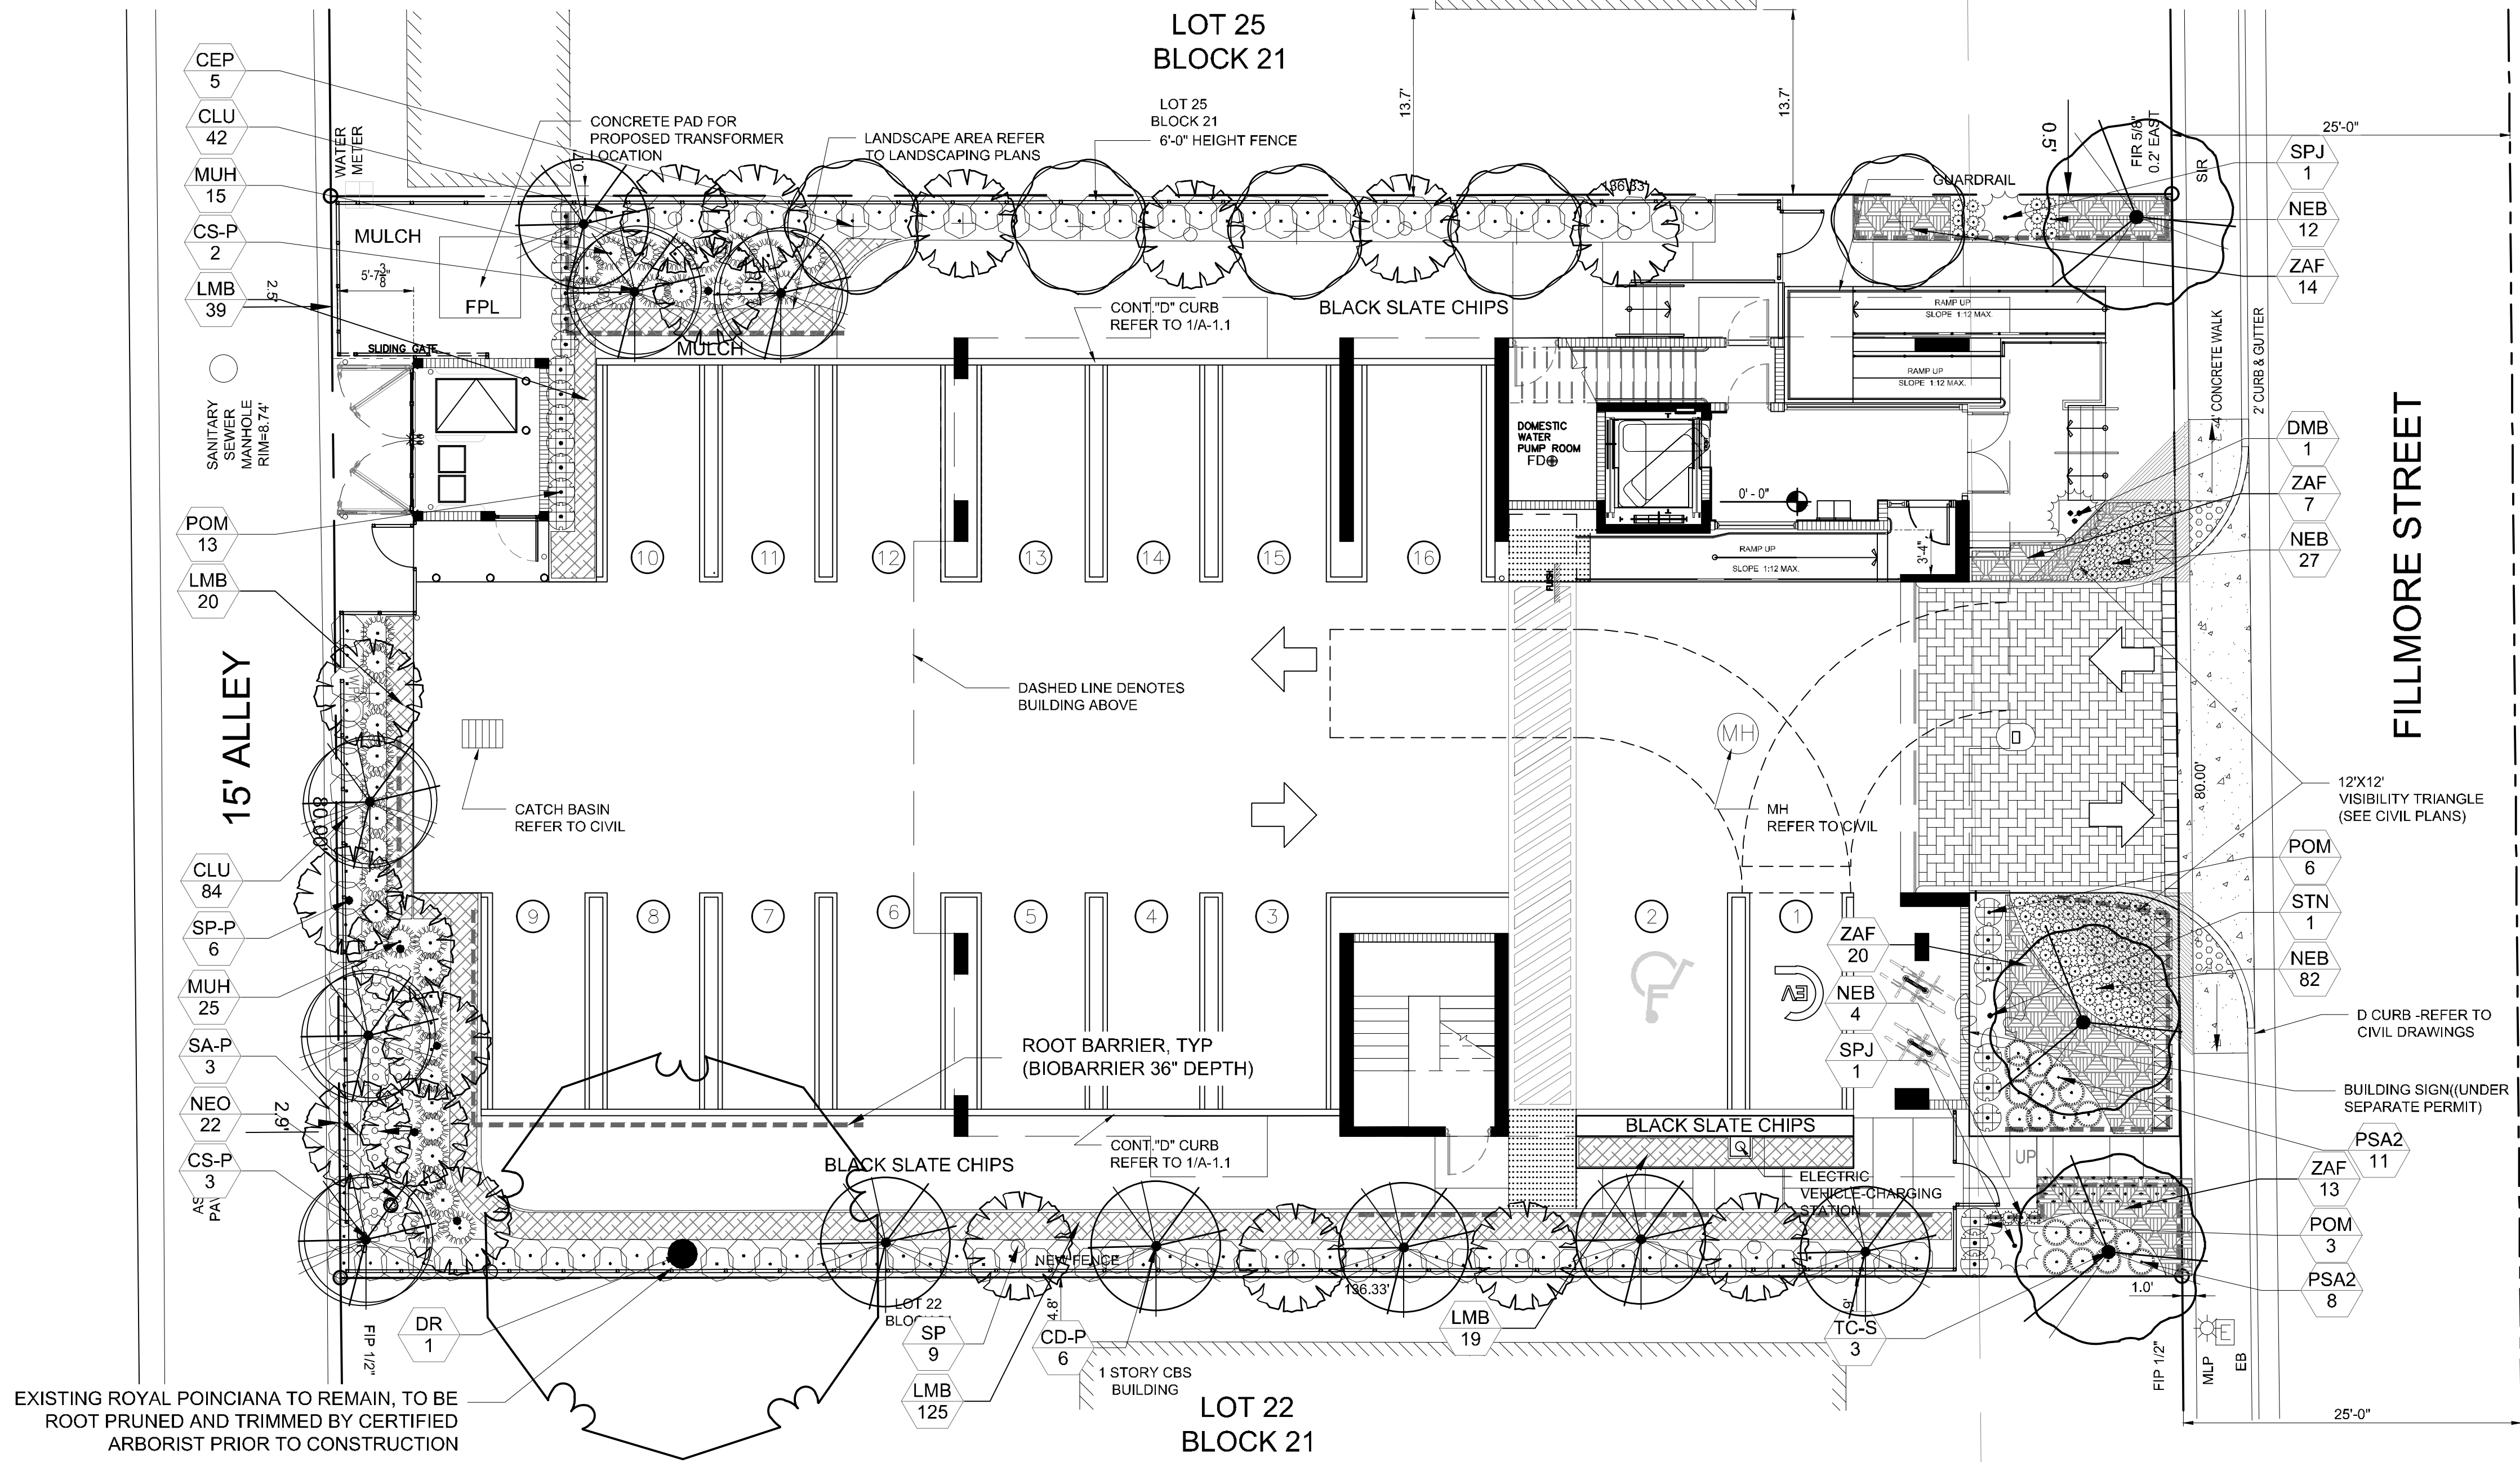 LOT 25
BLOCK 21
CEP
5
CLU
42
MUH
15
CS-P
2
LMB
39
WATER
METER
CONCRETE PAD FOR
PROPOSED TRANSFORMER
LOCATION
LANDSCAPE AREA REFER
TO LANDSCAPING PLANS
LOT 25
BLOCK 21
6'-0" HEIGHT FENCE
13.7'
13.7'
136.33'
GUARDRAIL
0.5'
FIR 5/8"
0.2' EAST
SIR
25'-0"
SPJ
1
NEB
12
ZAF
14
MULCH
5'-7 3/8"
2.5'
FPL
MULCH
SLIDING GATE
CONT."D" CURB
REFER TO 1/A-1.1
BLACK SLATE CHIPS
RAMP UP
SLOPE 1:12 MAX.
RAMP UP
SLOPE 1:12 MAX.
4' CONCRETE WALK
2' CURB & GUTTER
SANITARY
SEWER
MANHOLE
RIM=8.74'
DOMESTIC
WATER
PUMP ROOM
FD
0' - 0"
RAMP UP
SLOPE 1:12 MAX.
3'-4"
FLUSH
DMB
1
ZAF
7
NEB
27
FILLMORE STREET
POM
13
LMB
20
10
11
12
13
14
15
16
15' ALLEY
80.00'
DASHED LINE DENOTES
BUILDING ABOVE
CATCH BASIN
REFER TO CIVIL
MH
MH
REFER TO CIVIL
80.00'
12'X12'
VISIBILITY TRIANGLE
(SEE CIVIL PLANS)
CLU
84
SP-P
6
MUH
25
SA-P
3
NEO
22
CS-P
3
2.9'
9
8
7
6
5
4
3
2
1
EV
ZAF
20
NEB
4
SPJ
1
POM
6
STN
1
NEB
82
D CURB -REFER TO
CIVIL DRAWINGS
BUILDING SIGN((UNDER
SEPARATE PERMIT)
PSA2
11
ZAF
13
POM
3
PSA2
8
ROOT BARRIER, TYP
(BIOBARRIER 36" DEPTH)
CONT."D" CURB
REFER TO 1/A-1.1
BLACK SLATE CHIPS
BLACK SLATE CHIPS
ELECTRIC
VEHICLE-CHARGING
STATION
UP
NEW FENCE
136.33'
4.8'
1.0'
LOT 22
DR
1
SP
9
LMB
125
CD-P
6
LMB
19
TC-S
3
1 STORY CBS
BUILDING
FIP 1/2"
FIP 1/2"
MLP
E
EB
25'-0"
EXISTING ROYAL POINCIANA TO REMAIN, TO BE
ROOT PRUNED AND TRIMMED BY CERTIFIED
ARBORIST PRIOR TO CONSTRUCTION
LOT 22
BLOCK 21